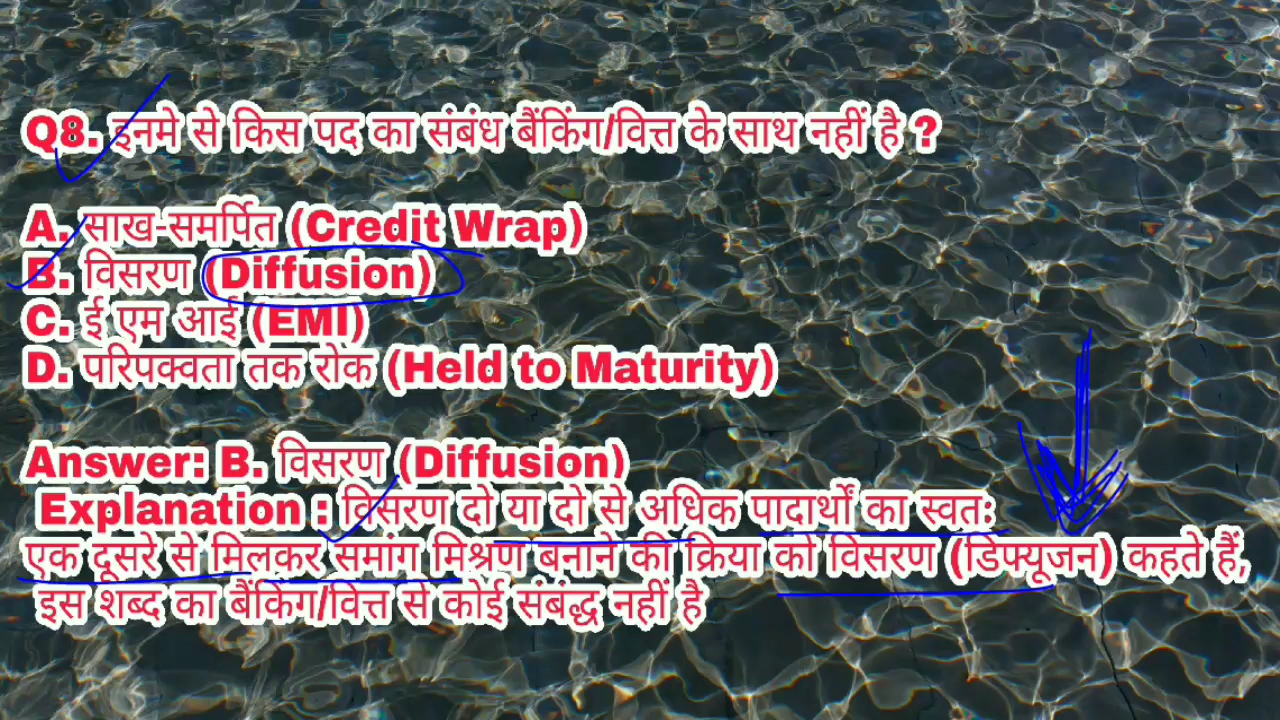 Q8. इनमे से किस पद का संबंध बैंकिंग/वित्त के साथ नहीं है ?
A. साख-समर्पित (Credit Wrap)
B. विसरण (Diffusion)
C. ई एम आई (EMI)
D. परिपक्वता तक रोक (Held to Maturity)
Answer: B. विसरण (Diffusion)
Explanation : विसरण दो या दो से अधिक पादार्थों का स्वतः
एक दूसरे से मिलकर समांग मिश्रण बनाने की क्रिया को विसरण (डिफ्यूजन) कहते हैं,
इस शब्द का बैंकिंग/वित्त से कोई संबंद्ध नहीं है